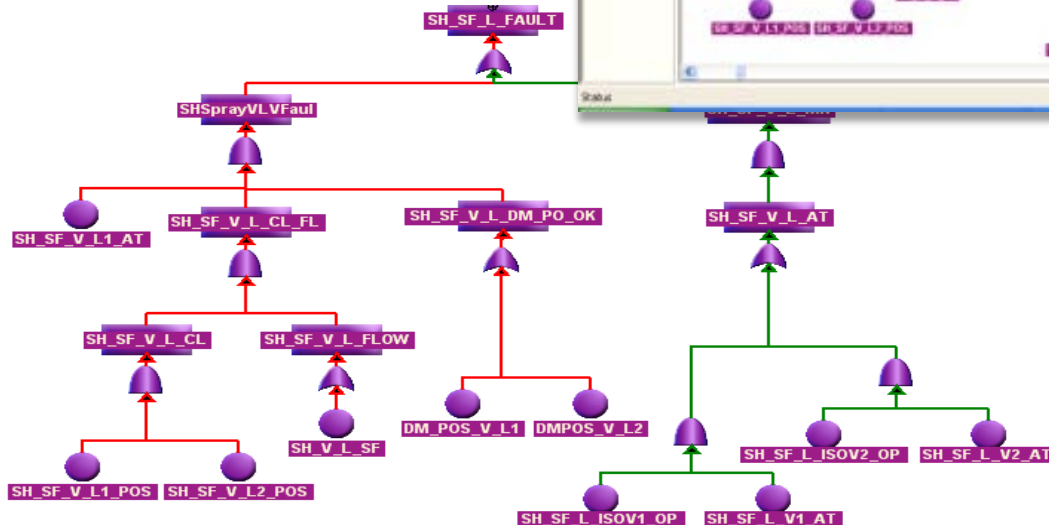 SH_SF_L_FAULT
SH_SF_V_L1_POS SH_SF_V_L2_POS
Status
SHSprayVLVFaul
SH_SF_V_L1_AT
SH_SF_V_L_CL_FL
SH_SF_V_L_DM_PO_OK
SH_SF_V_L_AT
SH_SF_V_L_CL
SH_SF_V_L_FLOW
DM_POS_V_L1
DMPOS_V_L2
SH_V_L_SF
SH_SF_L_ISOV2_OP
SH_SF_L_V2_AT
SH_SF_V_L1_POS
SH_SF_V_L2_POS
SH_SF_L_ISOV1_OP
SH_SF_L_V1_AT